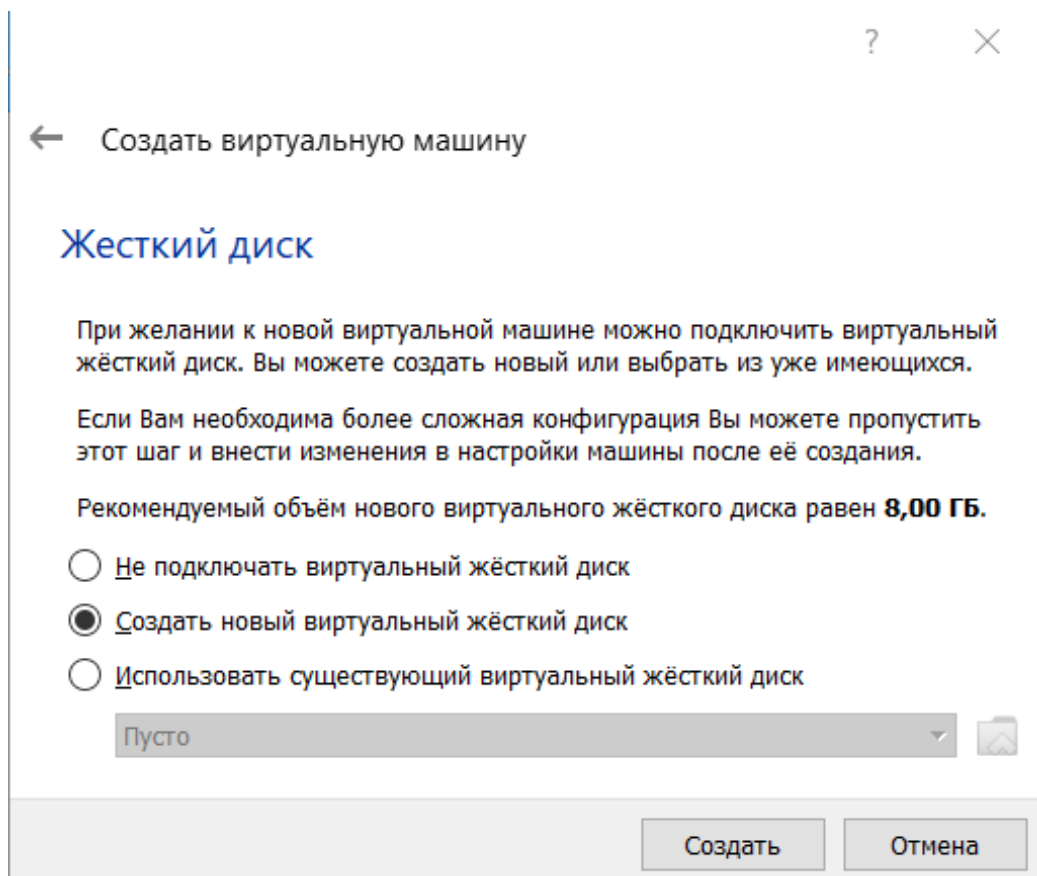 ?
Создать виртуальную машину
Жесткий диск
При желании к новой виртуальной машине можно подключить виртуальный
жёсткий диск. Вы можете создать новый или выбрать из уже имеющихся.
Если Вам необходима более сложная конфигурация Вы можете пропустить
этот шаг и внести изменения в настройки машины после её создания.
Рекомендуемый объём нового виртуального жёсткого диска равен 8,00 ГБ.
Не подключать виртуальный жёсткий диск
Создать новый виртуальный жёсткий диск
Использовать существующий виртуальный жёсткий диск
Пусто
Создать Отмена